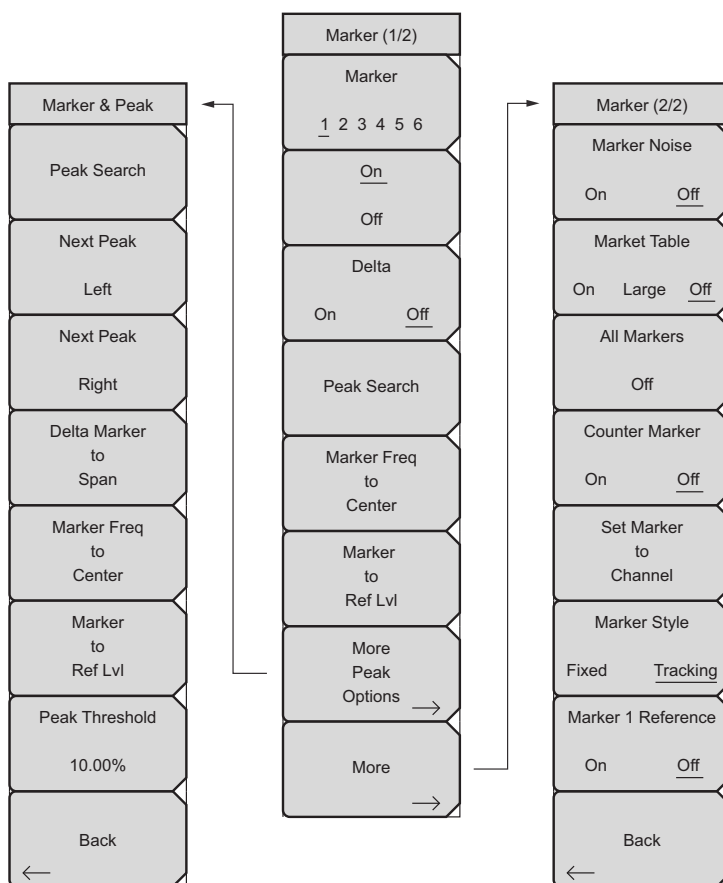 Marker & Peak
Peak Search
Next Peak
Left
Next Peak
Right
Delta Marker
to
Span
Marker Freq
to
Center
Marker
to
Ref Lvl
Peak Threshold
10.00%
Back
Marker (1/2)
Marker
1 2 3 4 5 6
On
Off
Delta
On Off
Peak Search
Marker Freq
to
Center
Marker
to
Ref Lvl
More
Peak
Options
More
Marker (2/2)
Marker Noise
On Off
Market Table
On Large Off
All Markers
Off
Counter Marker
On Off
Set Marker
to
Channel
Marker Style
Fixed Tracking
Marker 1 Reference
On Off
Back